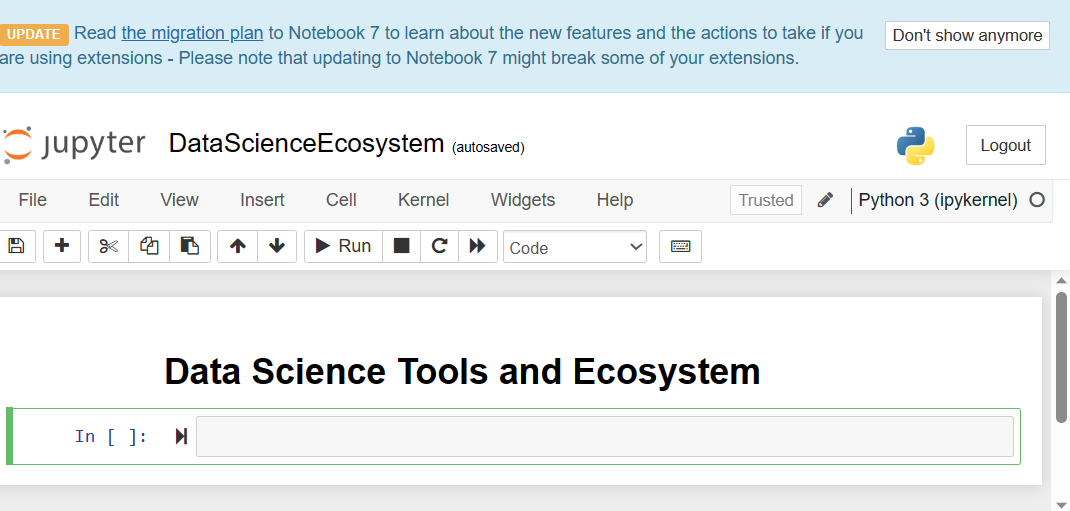 UPDATE Read the migration plan to Notebook 7 to learn about the new features and the actions to take if you
are using extensions - Please note that updating to Notebook 7 might break some of your extensions.
Don't show anymore
jupyter DataScienceEcosystem (autosaved)
Logout
File Edit View Insert Cell Kernel Widgets Help Trusted Python 3 (ipykernel)
Run Code
Data Science Tools and Ecosystem
In [ ]: